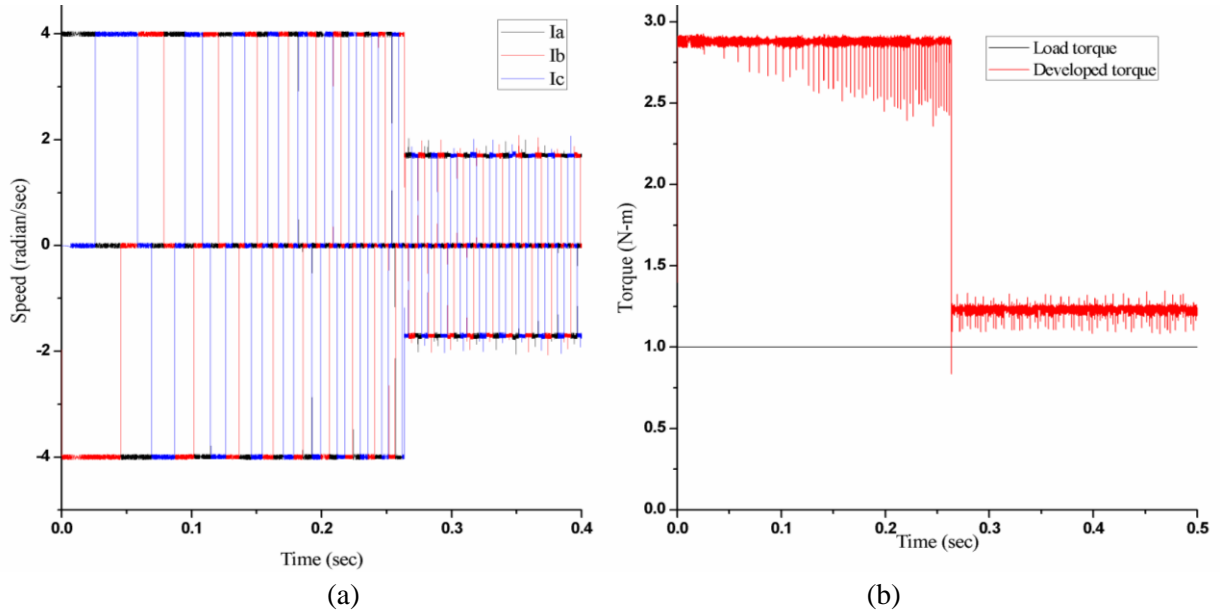 4
2
0
-2
-4
Speed (radian/sec)
0.0 0.1 0.2 0.3 0.4
Time (sec)
Ia
Ib
Ic
(a)
3.0
2.5
2.0
1.5
1.0
0.5
0.0
Torque (N-m)
0.0 0.1 0.2 0.3 0.4 0.5
Time (sec)
Load torque
Developed torque
(b)